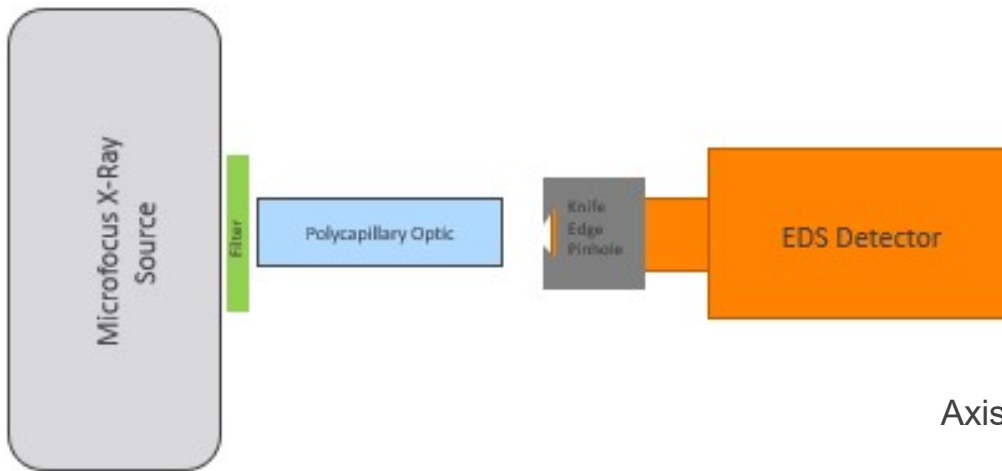 Microfocus X-Ray
Source
Filter
Polycapillary Optic
Knife
Edge
Pinhole
EDS Detector
Axis